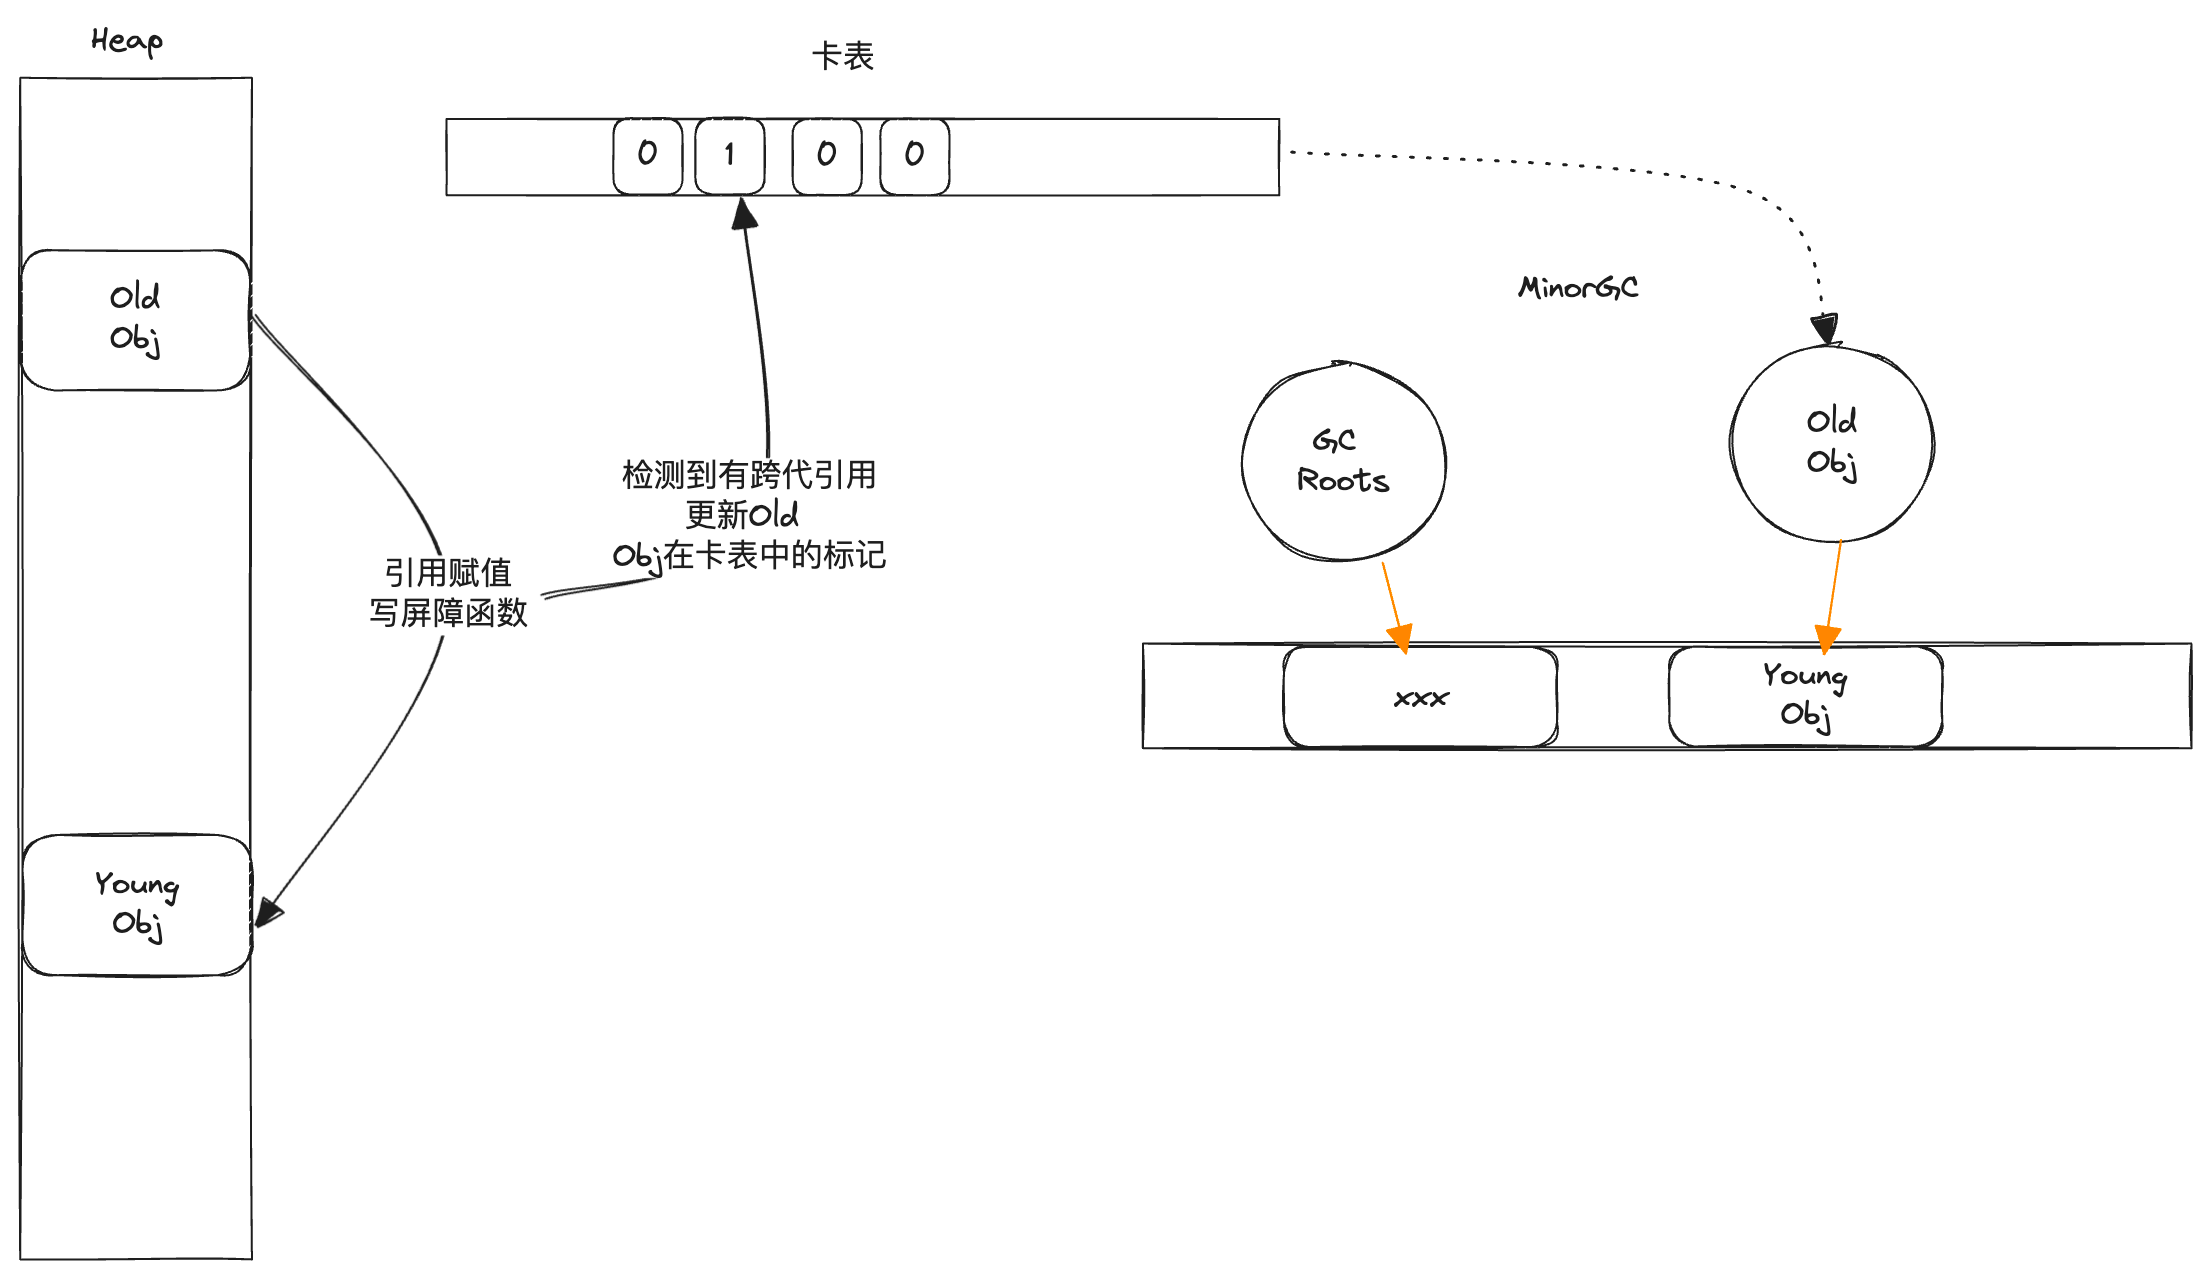 Heap
卡表
0 1 0 0
Old
Obj
MinorGC
GC
Roots
Old
Obj
检测到有跨代引用
更新Old
Obj在卡表中的标记
引用赋值
写屏障函数
xxx
Young
Obj
Young
Obj